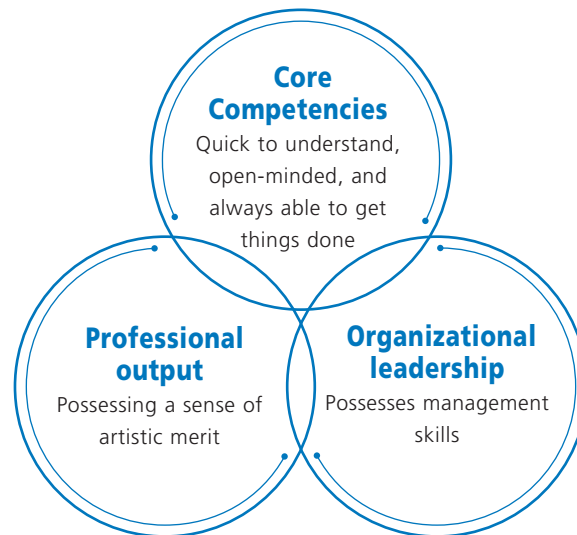 Core
Competencies
Quick to understand,
open-minded, and
always able to get
things done
Professional
output
Possessing a sense of
artistic merit
Organizational
leadership
Possesses management
skills